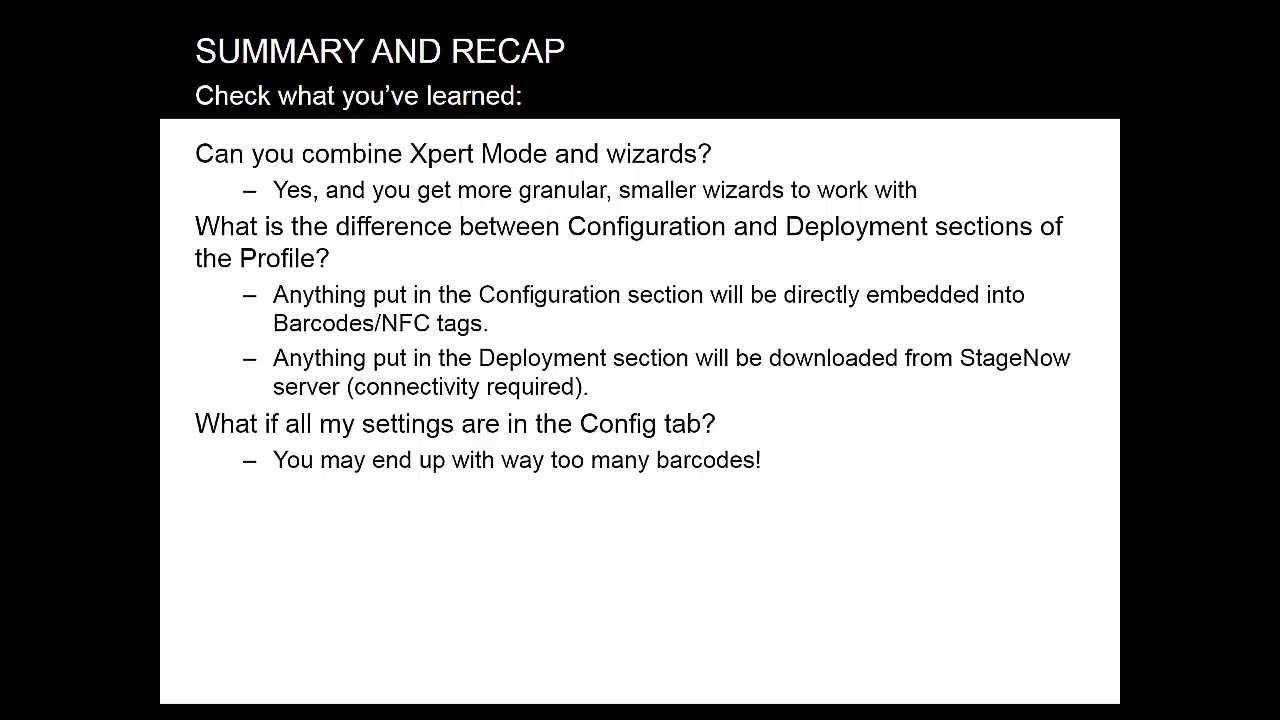 SUMMARY AND RECAP
Check what you’ve learned:
Can you combine Xpert Mode and wizards?
– Yes, and you get more granular, smaller wizards to work with
What is the difference between Configuration and Deployment sections of
the Profile?
– Anything put in the Configuration section will be directly embedded into
Barcodes/NFC tags.
– Anything put in the Deployment section will be downloaded from StageNow
server (connectivity required).
What if all my settings are in the Config tab?
– You may end up with way too many barcodes!